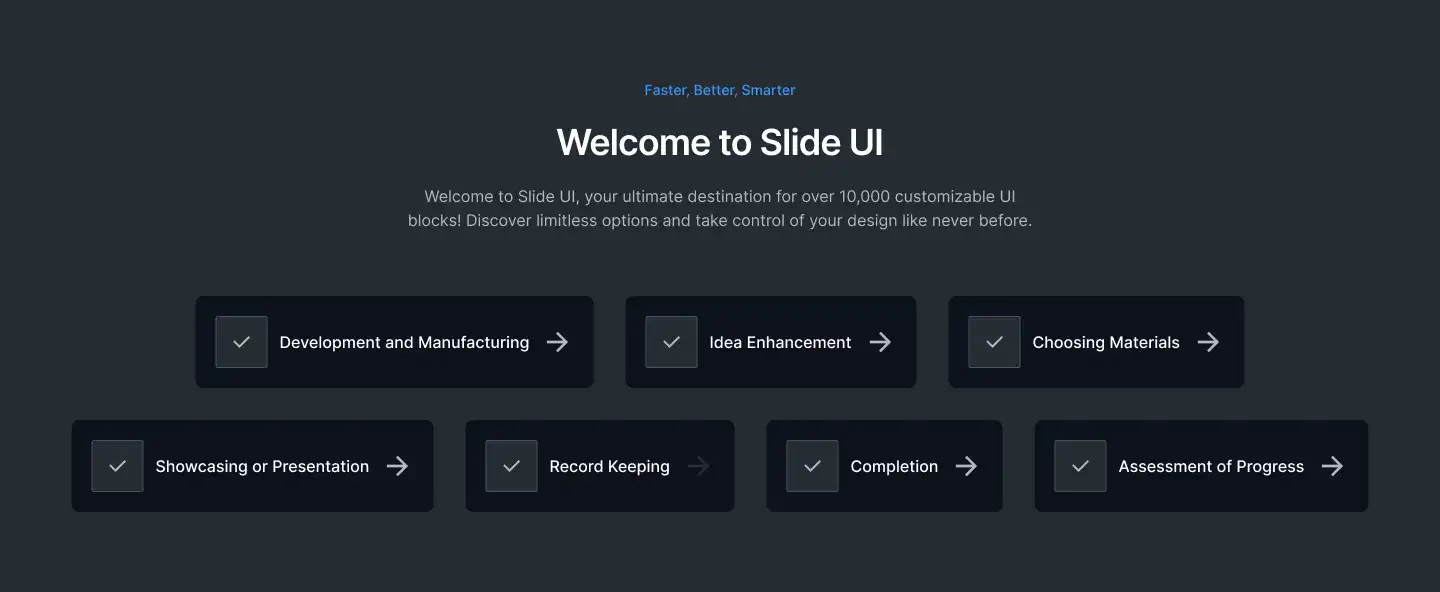 Faster, Better, Smarter
Welcome to Slide UI
Welcome to Slide UI, your ultimate destination for over 10,000 customizable UI
blocks! Discover limitless options and take control of your design like never before.
Development and Manufacturing
Idea Enhancement
Choosing Materials
Showcasing or Presentation
Record Keeping
Completion
Assessment of Progress